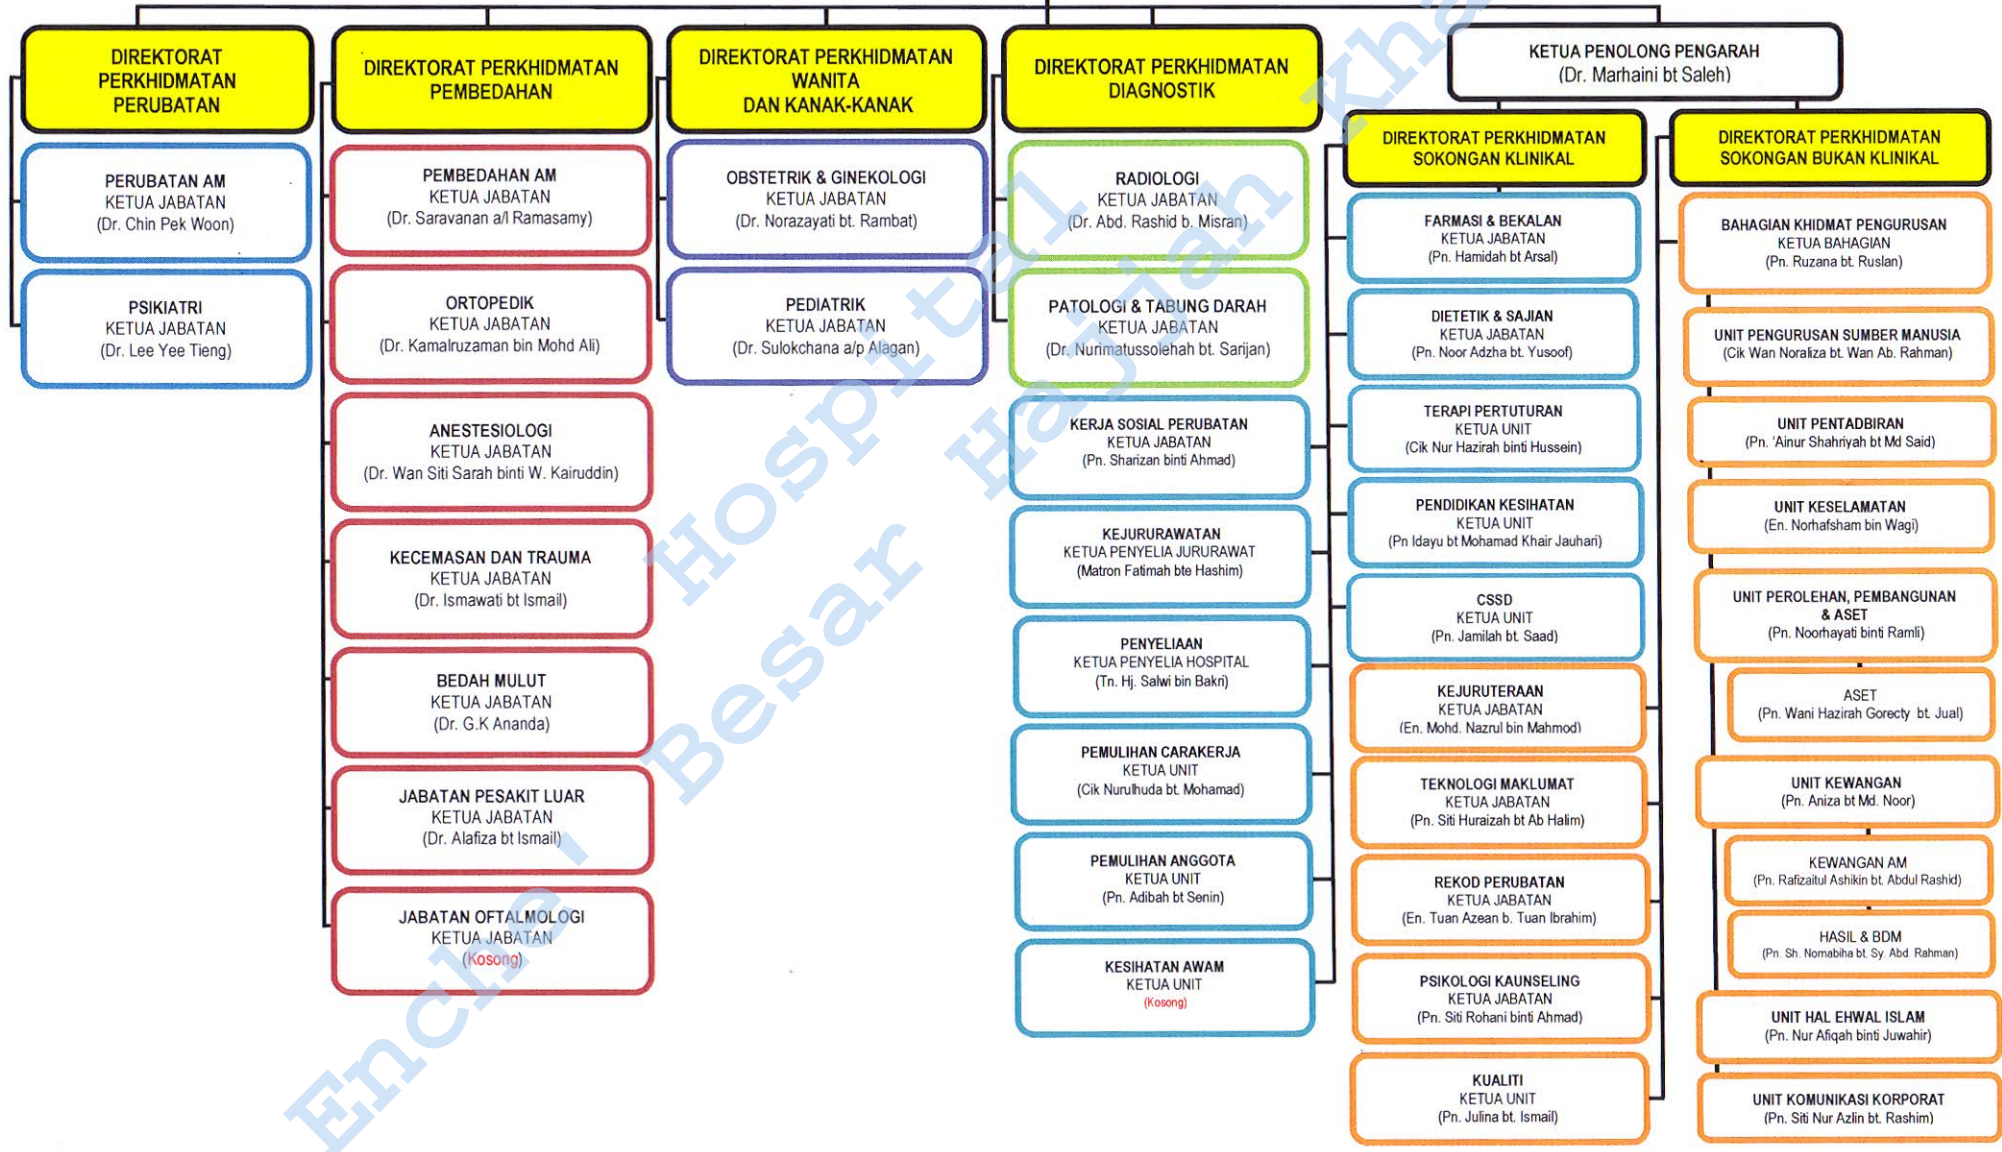 DIREKTORAT
PERKHIDMATAN
PERUBATAN
PERUBATAN AM
KETUA JABATAN
(Dr. Chin Pek Woon)
PSIKIATRI
KETUA JABATAN
(Dr. Lee Yee Tieng)
DIREKTORAT PERKHIDMATAN
PEMBEDAHAN
PEMBEDAHAN AM
KETUA JABATAN
(Dr. Saravanan a/l Ramasamy)
ORTOPEDIK
KETUA JABATAN
(Dr. Kamalruzaman bin Mohd Ali)
ANESTESIOLOGI
KETUA JABATAN
(Dr. Wan Siti Sarah binti W. Kairuddin)
KECEMASAN DAN TRAUMA
KETUA JABATAN
(Dr. Ismawati bt Ismail)
BEDAH MULUT
KETUA JABATAN
(Dr. G.K Ananda)
JABATAN PESAKIT LUAR
KETUA JABATAN
(Dr. Alafiza bt Ismail)
JABATAN OFTALMOLOGI
KETUA JABATAN
(Kosong)
DIREKTORAT PERKHIDMATAN
WANITA
DAN KANAK-KANAK
OBSTETRIK & GINEKOLOGI
KETUA JABATAN
(Dr. Norazayati bt. Rambat)
PEDIATRIK
KETUA JABATAN
(Dr. Sulokchana a/p Alagan)
DIREKTORAT PERKHIDMATAN
DIAGNOSTIK
RADIOLOGI
KETUA JABATAN
(Dr. Abd. Rashid b. Misran)
PATOLOGI & TABUNG DARAH
KETUA JABATAN
(Dr. Nurimatussolehah bt. Sarijan)
KETUA PENOLONG PENGARAH
(Dr. Marhaini bt Saleh)
DIREKTORAT PERKHIDMATAN
SOKONGAN KLINIKAL
KERJA SOSIAL PERUBATAN
KETUA JABATAN
(Pn. Sharizan binti Ahmad)
KEJURURAWATAN
KETUA PENYELIA JURURAWAT
(Matron Fatimah bte Hashim)
PENYELIAAN
KETUA PENYELIA HOSPITAL
(Tn. Hj. Salwi bin Bakri)
PEMULIHAN CARAKERJA
KETUA UNIT
(Cik Nurulhuda bt. Mohamad)
PEMULIHAN ANGGOTA
KETUA UNIT
(Pn. Adibah bt Senin)
KESIHATAN AWAM
KETUA UNIT
(Kosong)
FARMASI & BEKALAN
KETUA JABATAN
(Pn. Hamidah bt Arsal)
DIETETIK & SAJIAN
KETUA JABATAN
(Pn. Noor Adzha bt. Yusoof)
TERAPI PERTUTURAN
KETUA UNIT
(Cik Nur Hazirah binti Hussein)
PENDIDIKAN KESIHATAN
KETUA UNIT
(Pn Idayu bt Mohamad Khair Jauhari)
CSSD
KETUA UNIT
(Pn. Jamilah bt. Saad)
DIREKTORAT PERKHIDMATAN
SOKONGAN BUKAN KLINIKAL
KEJURUTERAAN
KETUA JABATAN
(En. Mohd. Nazrul bin Mahmod)
TEKNOLOGI MAKLUMAT
KETUA JABATAN
(Pn. Siti Huraizah bt Ab Halim)
REKOD PERUBATAN
KETUA JABATAN
(En. Tuan Azean b. Tuan Ibrahim)
PSIKOLOGI KAUNSELING
KETUA JABATAN
(Pn. Siti Rohani binti Ahmad)
KUALITI
KETUA UNIT
(Pn. Julina bt. Ismail)
BAHAGIAN KHIDMAT PENGURUSAN
KETUA BAHAGIAN
(Pn. Ruzana bt. Ruslan)
UNIT PENGURUSAN SUMBER MANUSIA
(Cik Wan Noraliza bt. Wan Ab. Rahman)
UNIT PENTADBIRAN
(Pn. 'Ainur Shahriyah bt Md Said)
UNIT KESELAMATAN
(En. Norhafsham bin Wagi)
UNIT PEROLEHAN, PEMBANGUNAN
& ASET
(Pn. Noorhayati binti Ramli)
ASET
(Pn. Wani Hazirah Gorecty bt. Jual)
UNIT KEWANGAN
(Pn. Aniza bt Md. Noor)
KEWANGAN AM
(Pn. Rafizaitul Ashikin bt. Abdul Rashid)
HASIL & BDM
(Pn. Sh. Nornabiha bt. Sy. Abd. Rahman)
UNIT HAL EHWAL ISLAM
(Pn. Nur Afiqah binti Juwahir)
UNIT KOMUNIKASI KORPORAT
(Pn. Siti Nur Azlin bt. Rashim)
Hospital
Enche' Besar Hajjah Kha